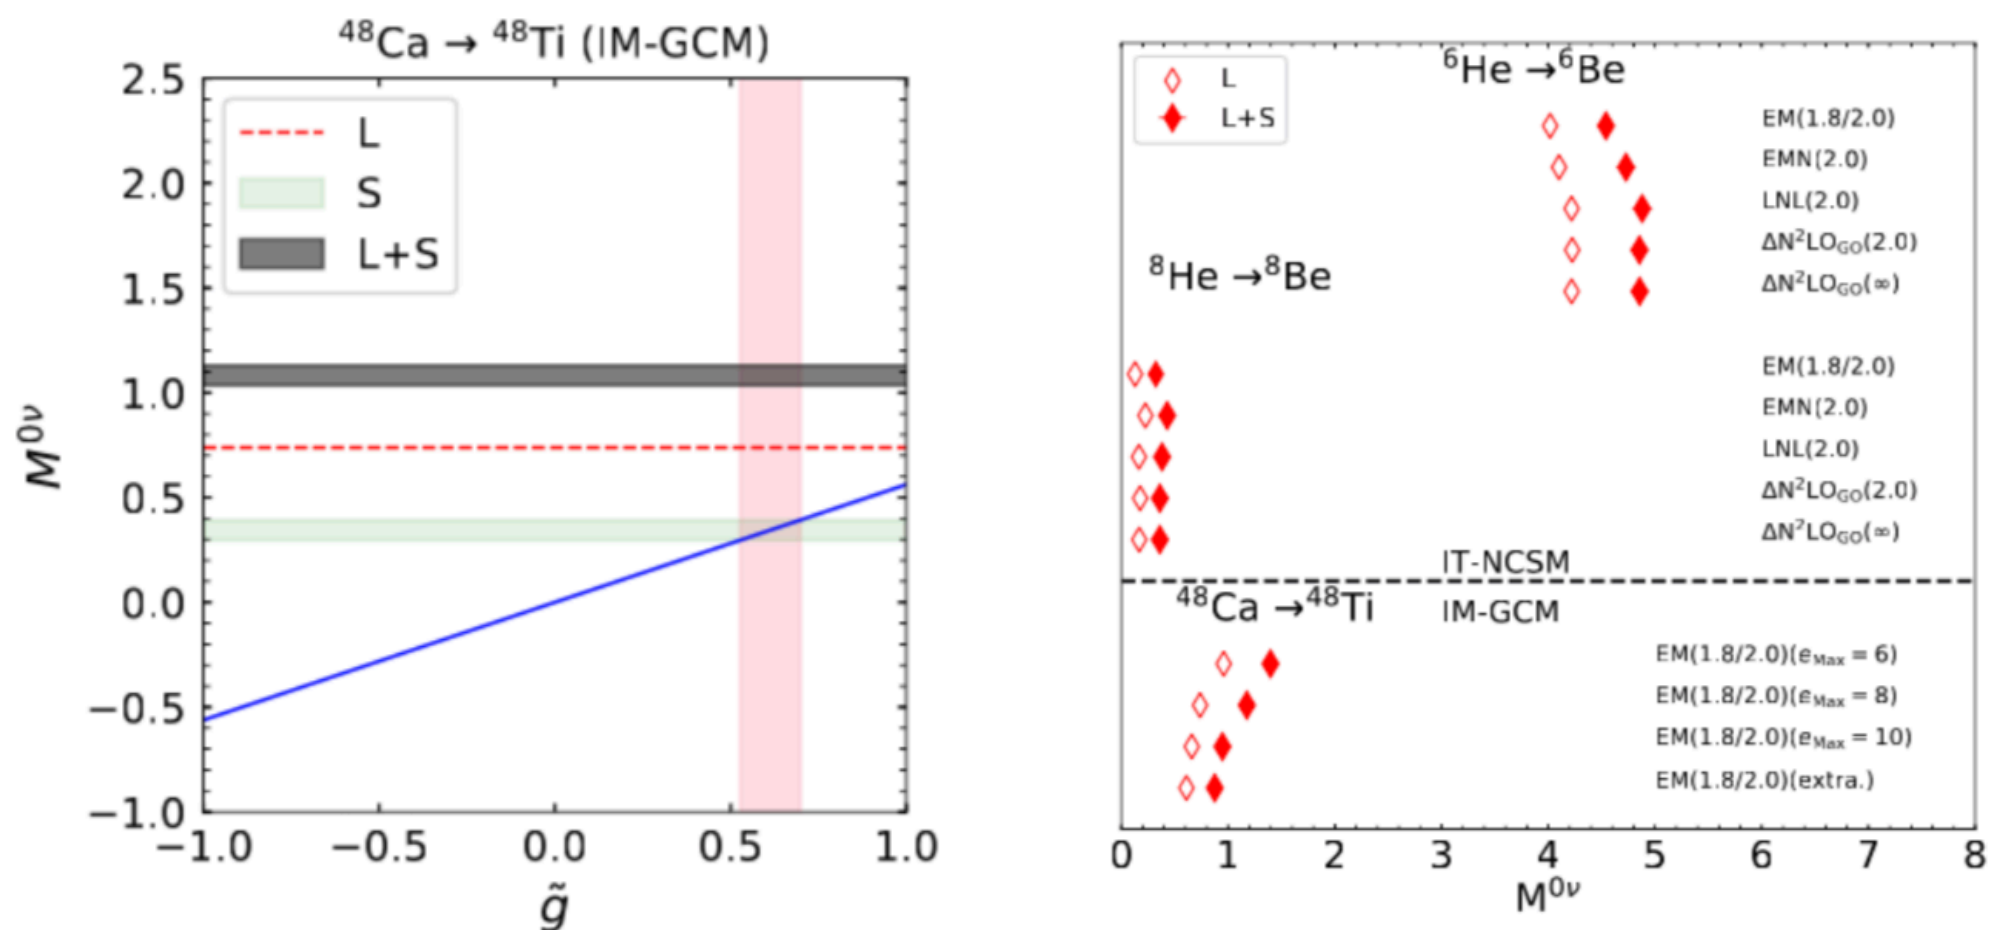 ⁴⁸Ca → ⁴⁸Ti (IM-GCM)
2.5
2.0
1.5
1.0
0.5
0.0
−0.5
−1.0
L
S
L+S
M⁰ᵛ
−1.0 −0.5 0.0 0.5 1.0
g̃
L
L+S
⁶He →⁶Be
EM(1.8/2.0)
EMN(2.0)
LNL(2.0)
ΔN²LO_GO(2.0)
ΔN²LO_GO(∞)
⁸He →⁸Be
EM(1.8/2.0)
EMN(2.0)
LNL(2.0)
ΔN²LO_GO(2.0)
ΔN²LO_GO(∞)
IT-NCSM
⁴⁸Ca →⁴⁸Ti
IM-GCM
EM(1.8/2.0)(e_Max = 6)
EM(1.8/2.0)(e_Max = 8)
EM(1.8/2.0)(e_Max = 10)
EM(1.8/2.0)(extra.)
0 1 2 3 4 5 6 7 8
M⁰ᵛ